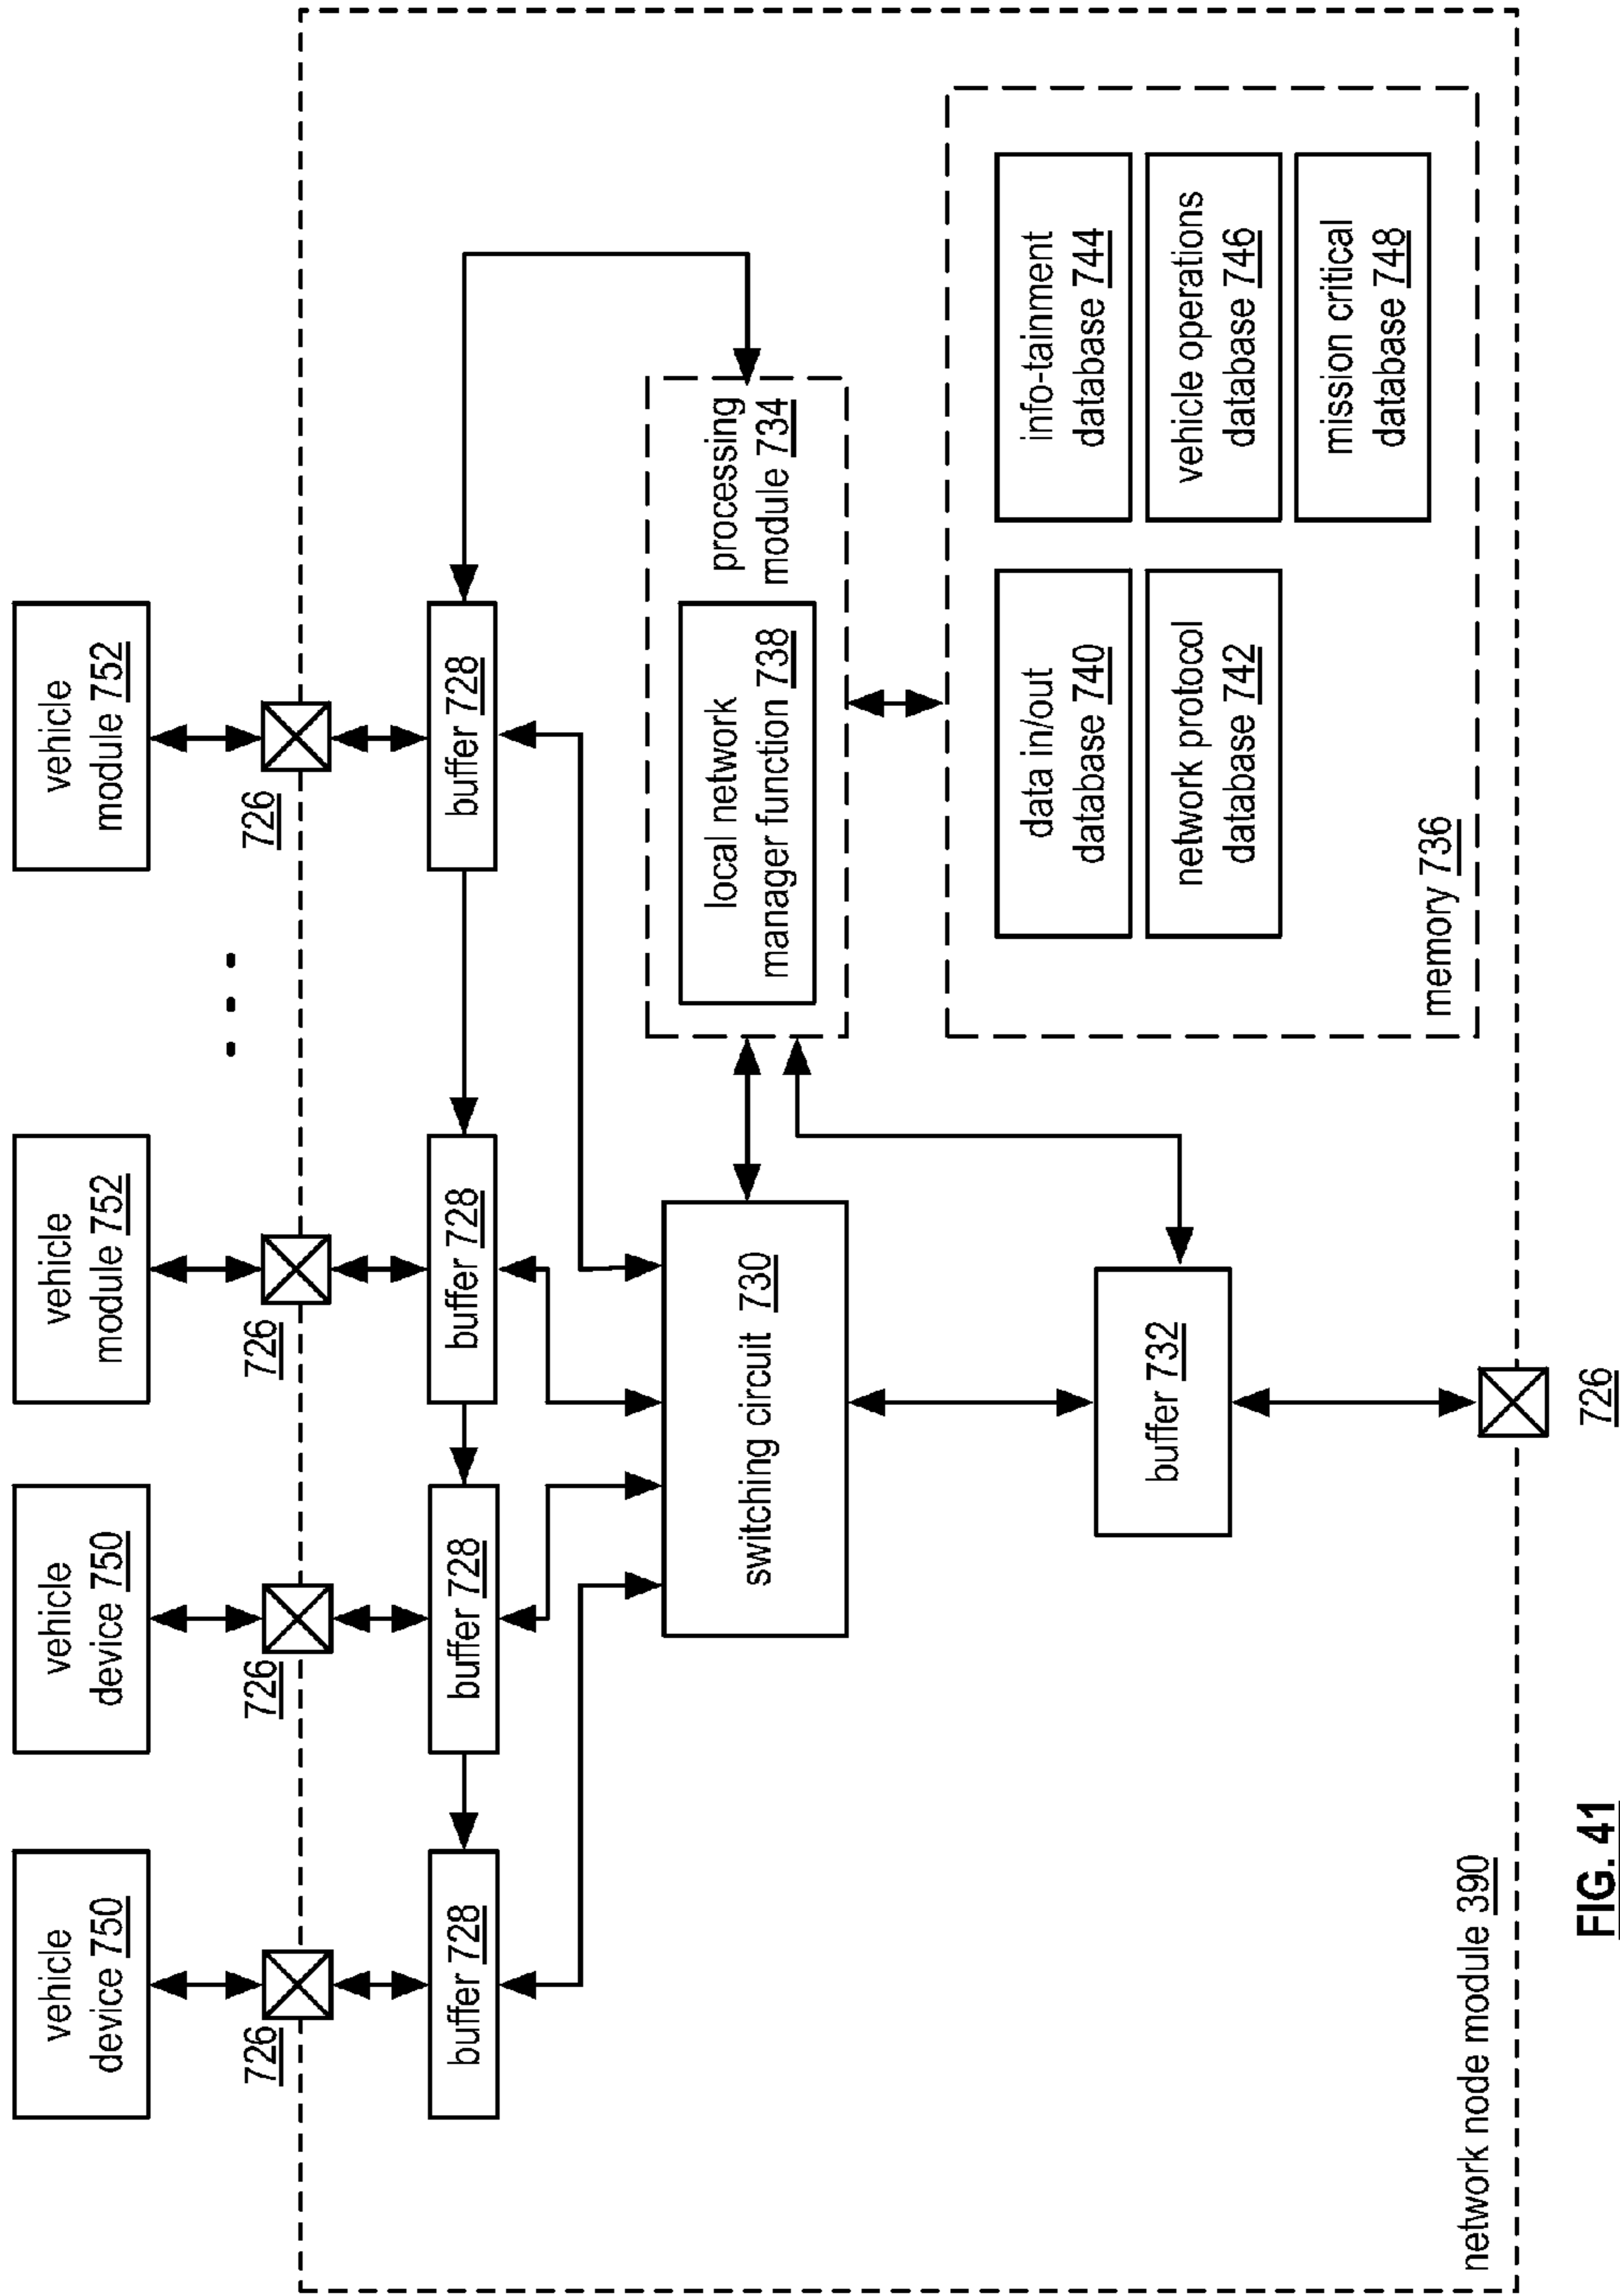 vehicle
device 750
vehicle
device 750
vehicle
module 752
vehicle
module 752
. . .
726
726
726
726
buffer 728
buffer 728
buffer 728
buffer 728
switching circuit 730
local network
manager function 738
processing
module 734
buffer 732
data in/out
database 740
network protocol
database 742
info-tainment
database 744
vehicle operations
database 746
mission critical
database 748
memory 736
network node module 390
726
FIG. 41